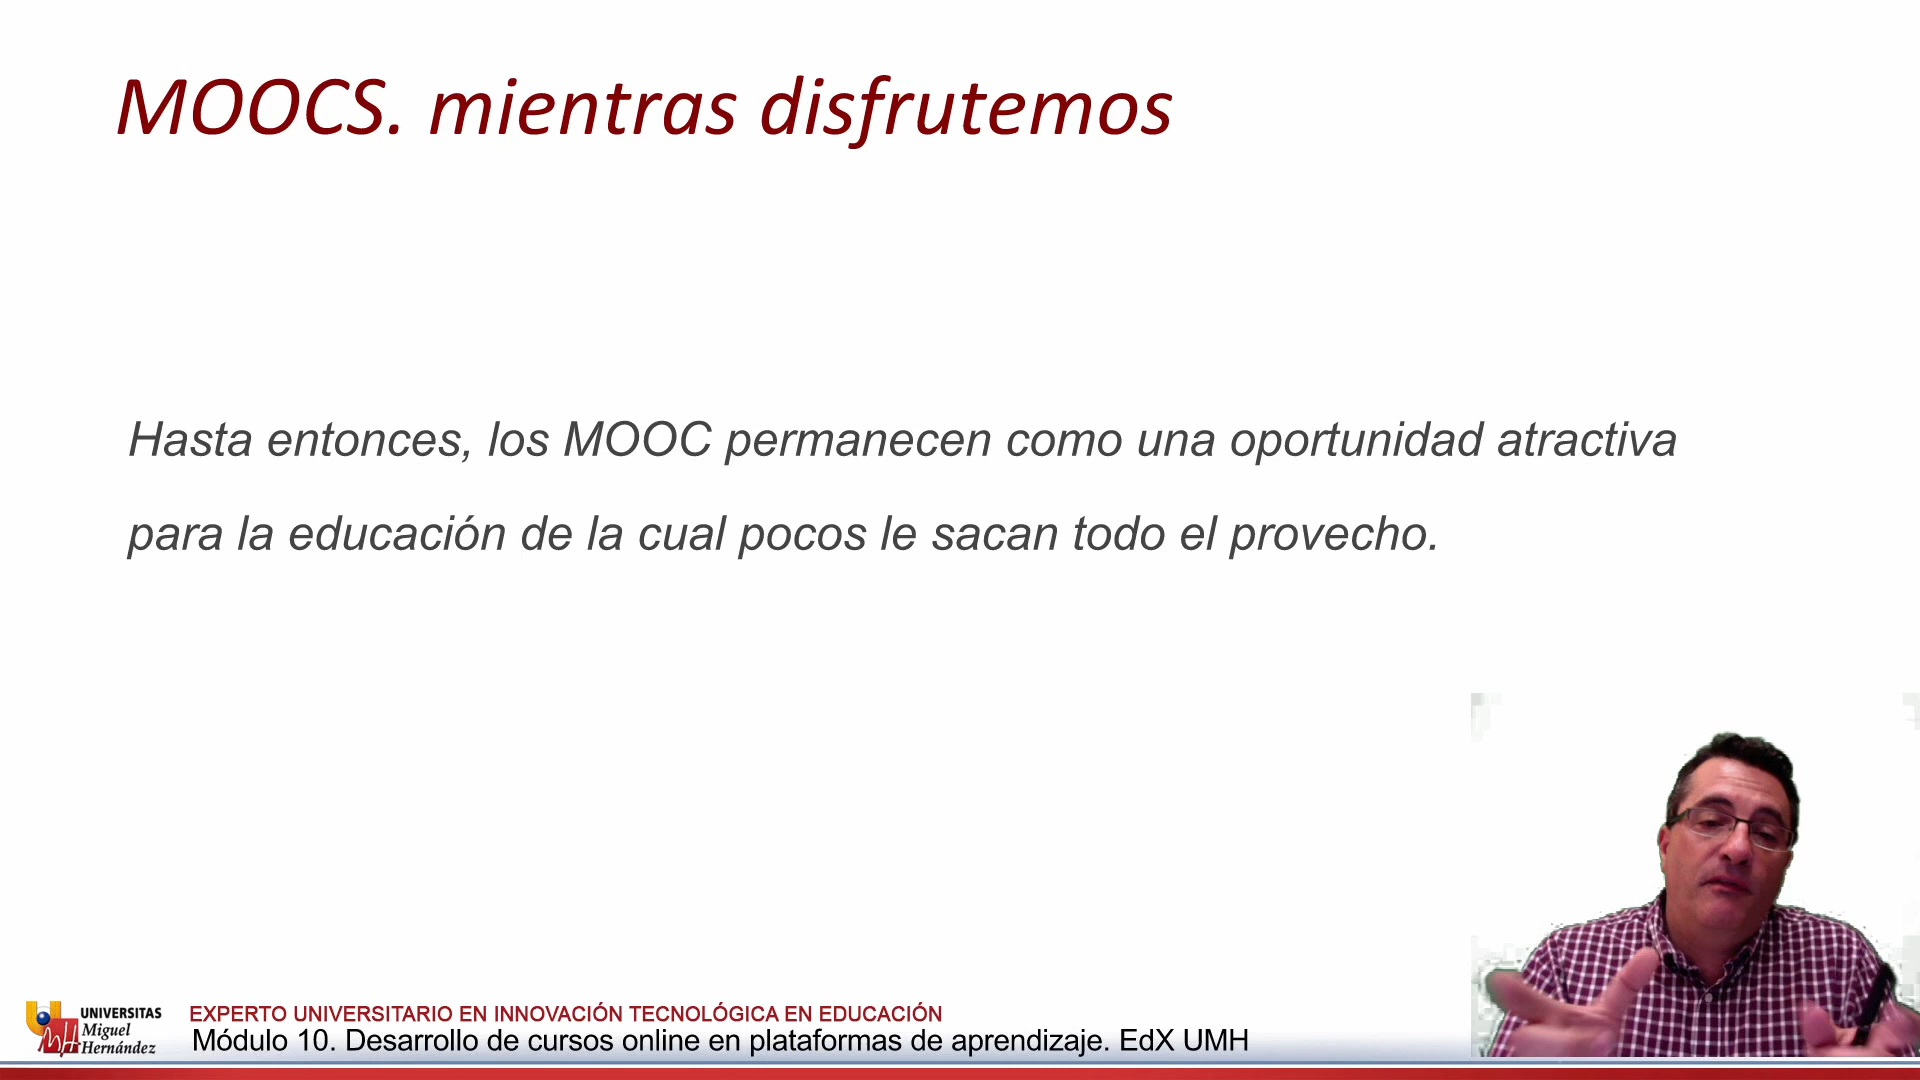 MOOCS. mientras disfrutemos
Hasta entonces, los MOOC permanecen como una oportunidad atractiva
para la educación de la cual pocos le sacan todo el provecho.
UNIVERSITAS
Miguel
Hernández
EXPERTO UNIVERSITARIO EN INNOVACIÓN TECNOLÓGICA EN EDUCACIÓN
Módulo 10. Desarrollo de cursos online en plataformas de aprendizaje. EdX UMH